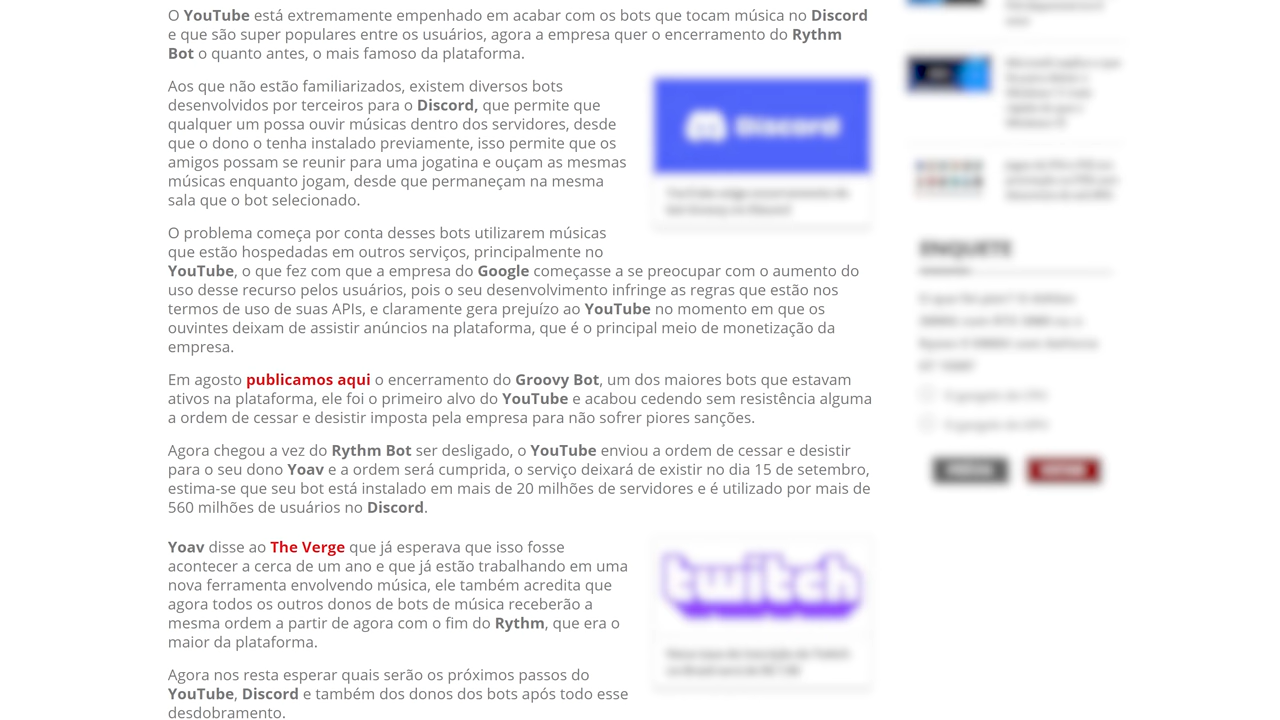 O YouTube está extremamente empenhado em acabar com os bots que tocam música no Discord
e que são super populares entre os usuários, agora a empresa quer o encerramento do Rythm
Bot o quanto antes, o mais famoso da plataforma.
Aos que não estão familiarizados, existem diversos bots
desenvolvidos por terceiros para o Discord, que permite que
qualquer um possa ouvir músicas dentro dos servidores, desde
que o dono o tenha instalado previamente, isso permite que os
amigos possam se reunir para uma jogatina e ouçam as mesmas
músicas enquanto jogam, desde que permaneçam na mesma
sala que o bot selecionado.
O problema começa por conta desses bots utilizarem músicas
que estão hospedadas em outros serviços, principalmente no
YouTube, o que fez com que a empresa do Google começasse a se preocupar com o aumento do
uso desse recurso pelos usuários, pois o seu desenvolvimento infringe as regras que estão nos
termos de uso de suas APIs, e claramente gera prejuízo ao YouTube no momento em que os
ouvintes deixam de assistir anúncios na plataforma, que é o principal meio de monetização da
empresa.
Em agosto publicamos aqui o encerramento do Groovy Bot, um dos maiores bots que estavam
ativos na plataforma, ele foi o primeiro alvo do YouTube e acabou cedendo sem resistência alguma
a ordem de cessar e desistir imposta pela empresa para não sofrer piores sanções.
Agora chegou a vez do Rythm Bot ser desligado, o YouTube enviou a ordem de cessar e desistir
para o seu dono Yoav e a ordem será cumprida, o serviço deixará de existir no dia 15 de setembro,
estima-se que seu bot está instalado em mais de 20 milhões de servidores e é utilizado por mais de
560 milhões de usuários no Discord.
Yoav disse ao The Verge que já esperava que isso fosse
acontecer a cerca de um ano e que já estão trabalhando em uma
nova ferramenta envolvendo música, ele também acredita que
agora todos os outros donos de bots de música receberão a
mesma ordem a partir de agora com o fim do Rythm, que era o
maior da plataforma.
Agora nos resta esperar quais serão os próximos passos do
YouTube, Discord e também dos donos dos bots após todo esse
desdobramento.
Discord
twitch
ENQUETE